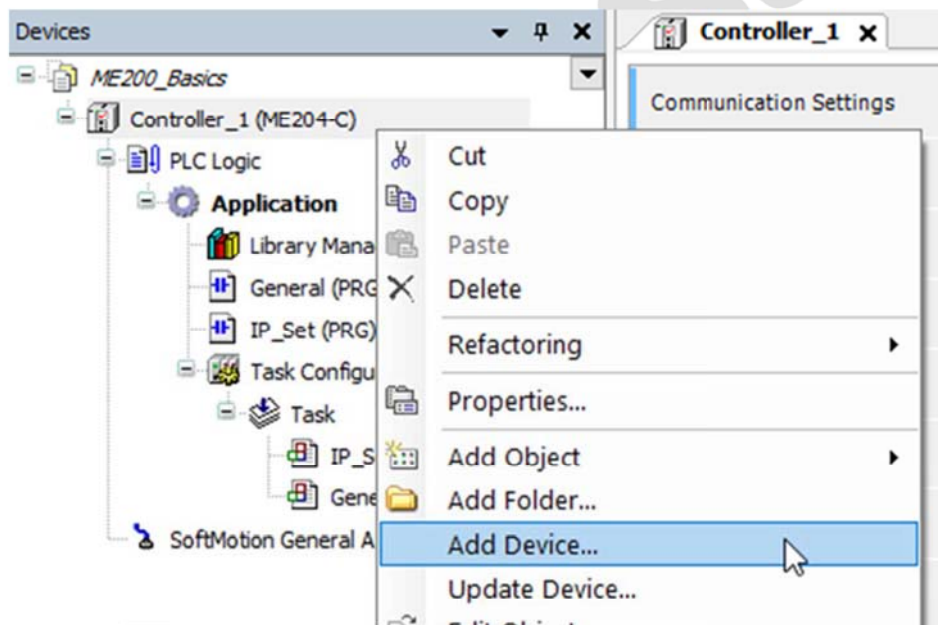 Devices
Controller_1
ME200_Basics
Controller_1 (ME204-C)
PLC Logic
Application
Library Mana
General (PRG
IP_Set (PRG)
Task Configu
Task
IP_S
Gene
SoftMotion General A
Communication Settings
Cut
Copy
Paste
Delete
Refactoring
Properties...
Add Object
Add Folder...
Add Device...
Update Device...